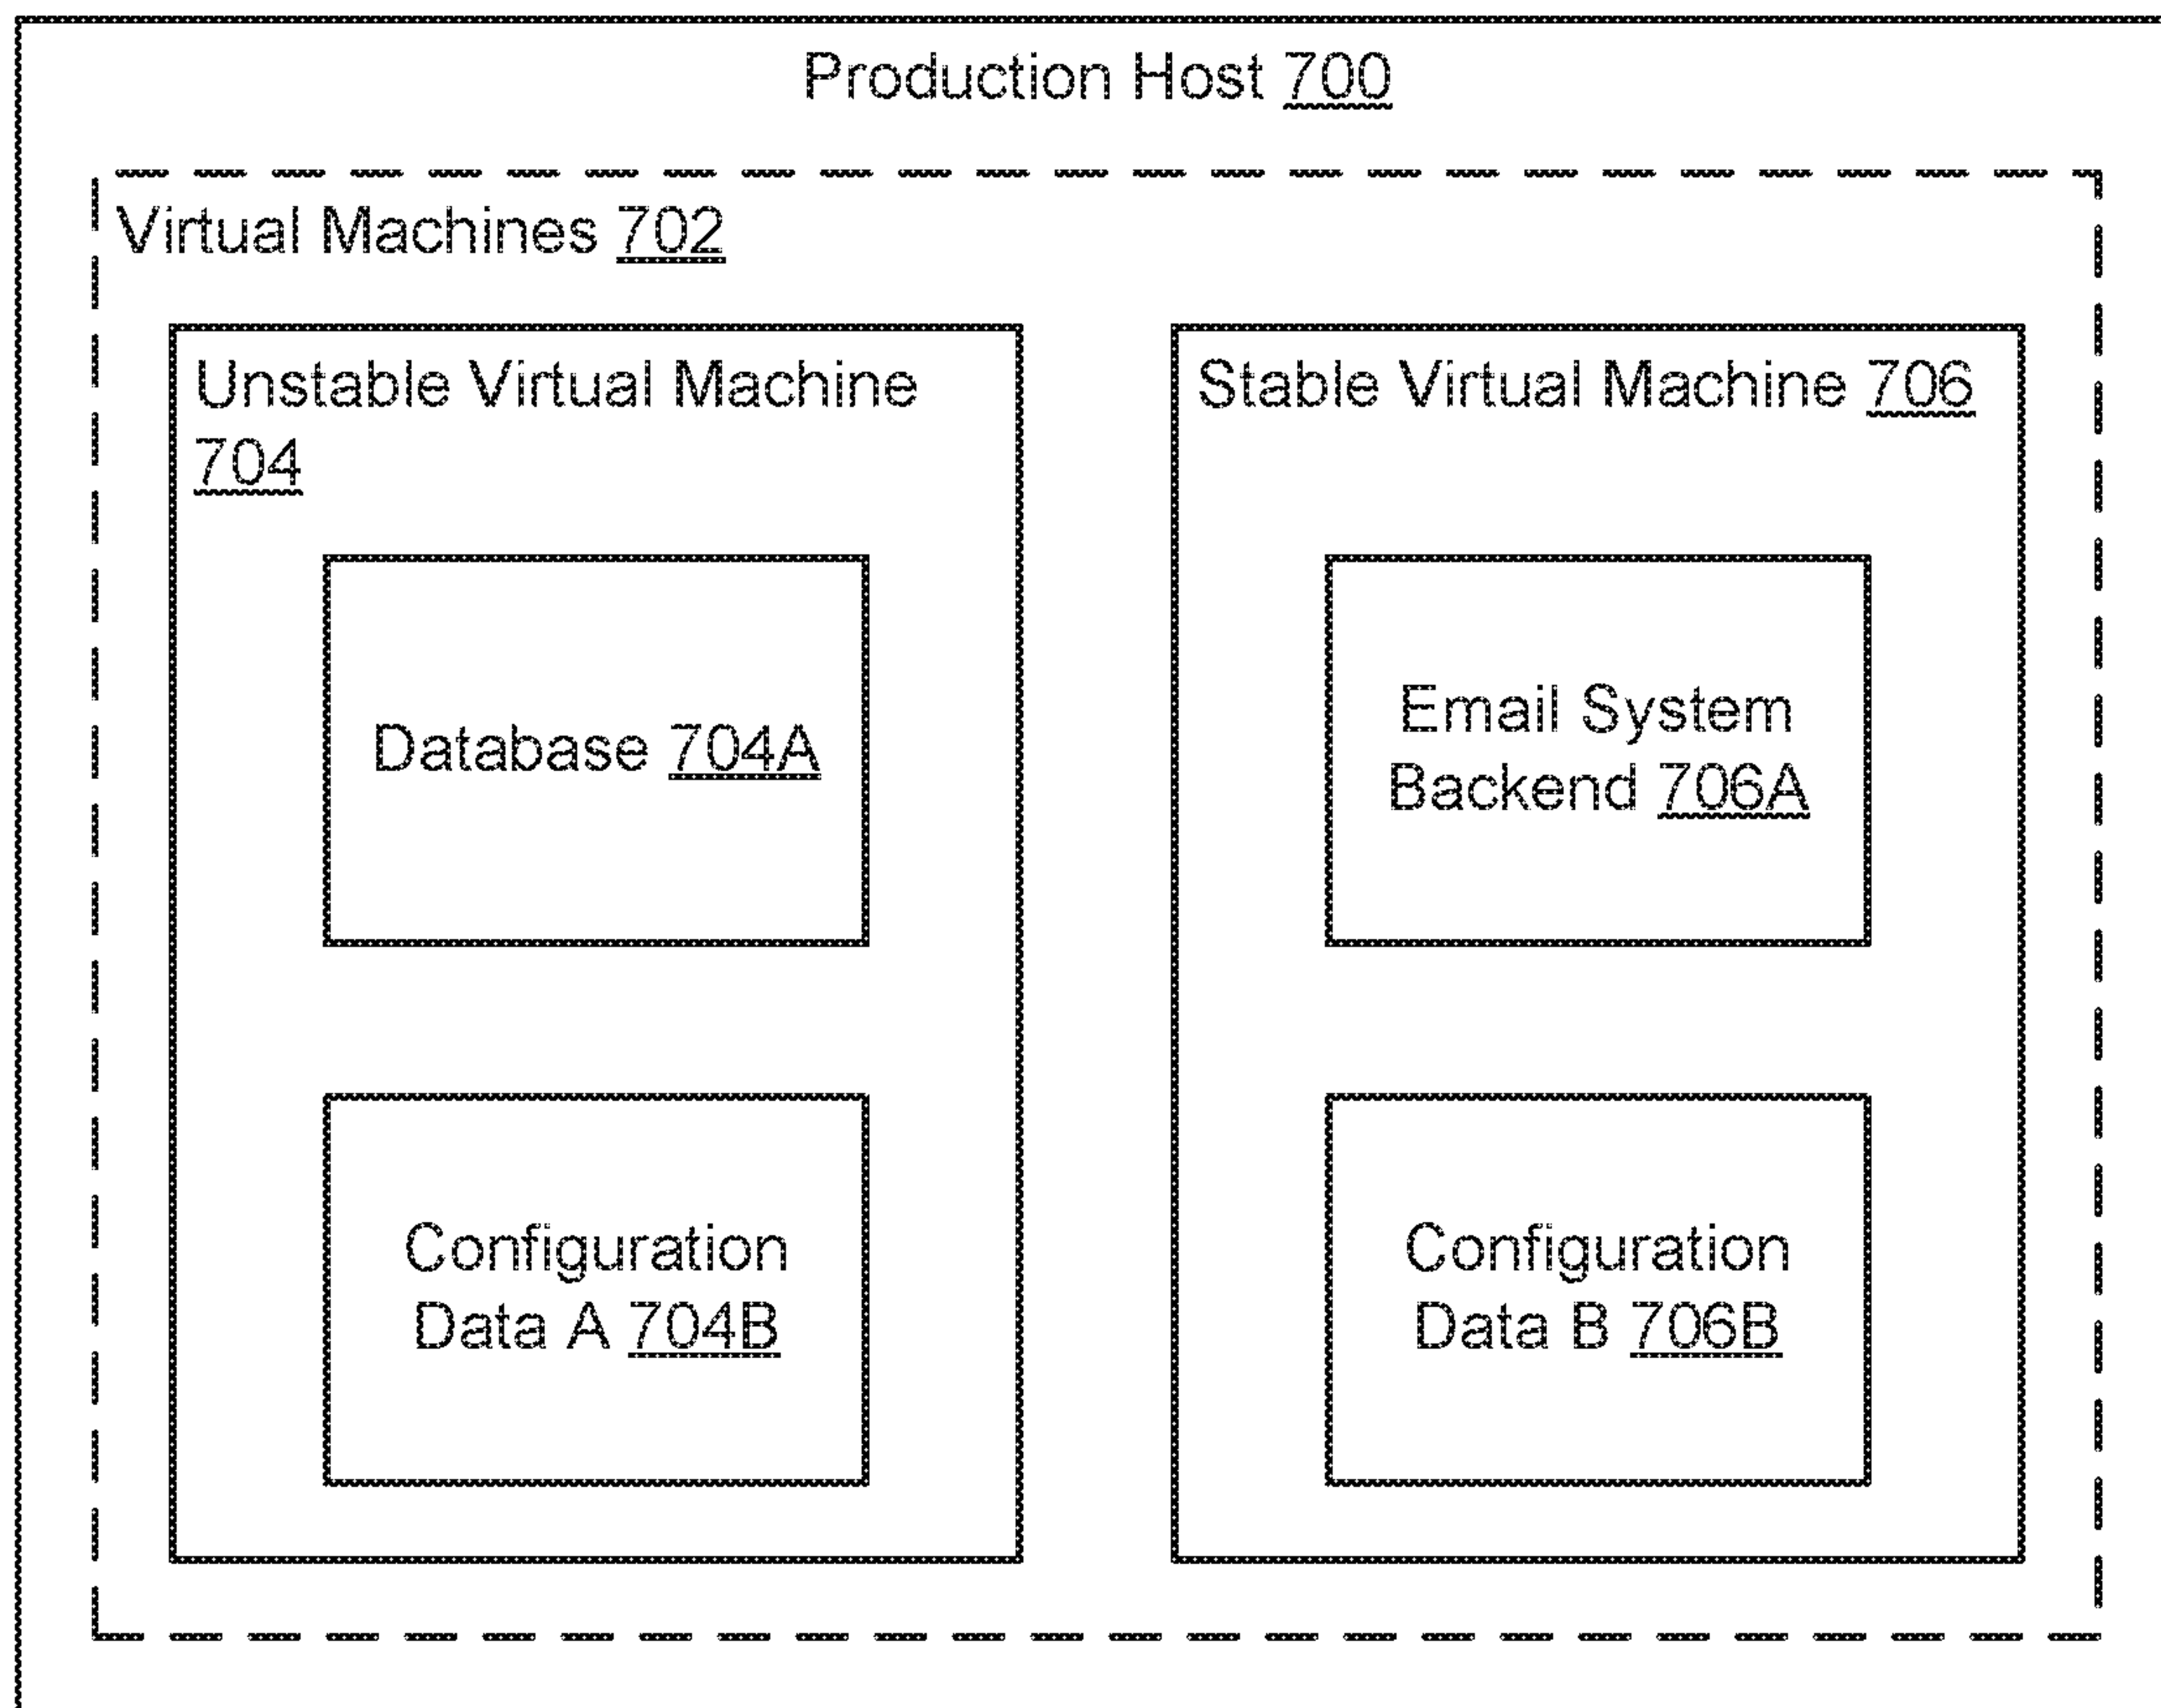 Production Host 700
Virtual Machines 702
Unstable Virtual Machine
704
Database 704A
Configuration
Data A 704B
Stable Virtual Machine 706
Email System
Backend 706A
Configuration
Data B 706B